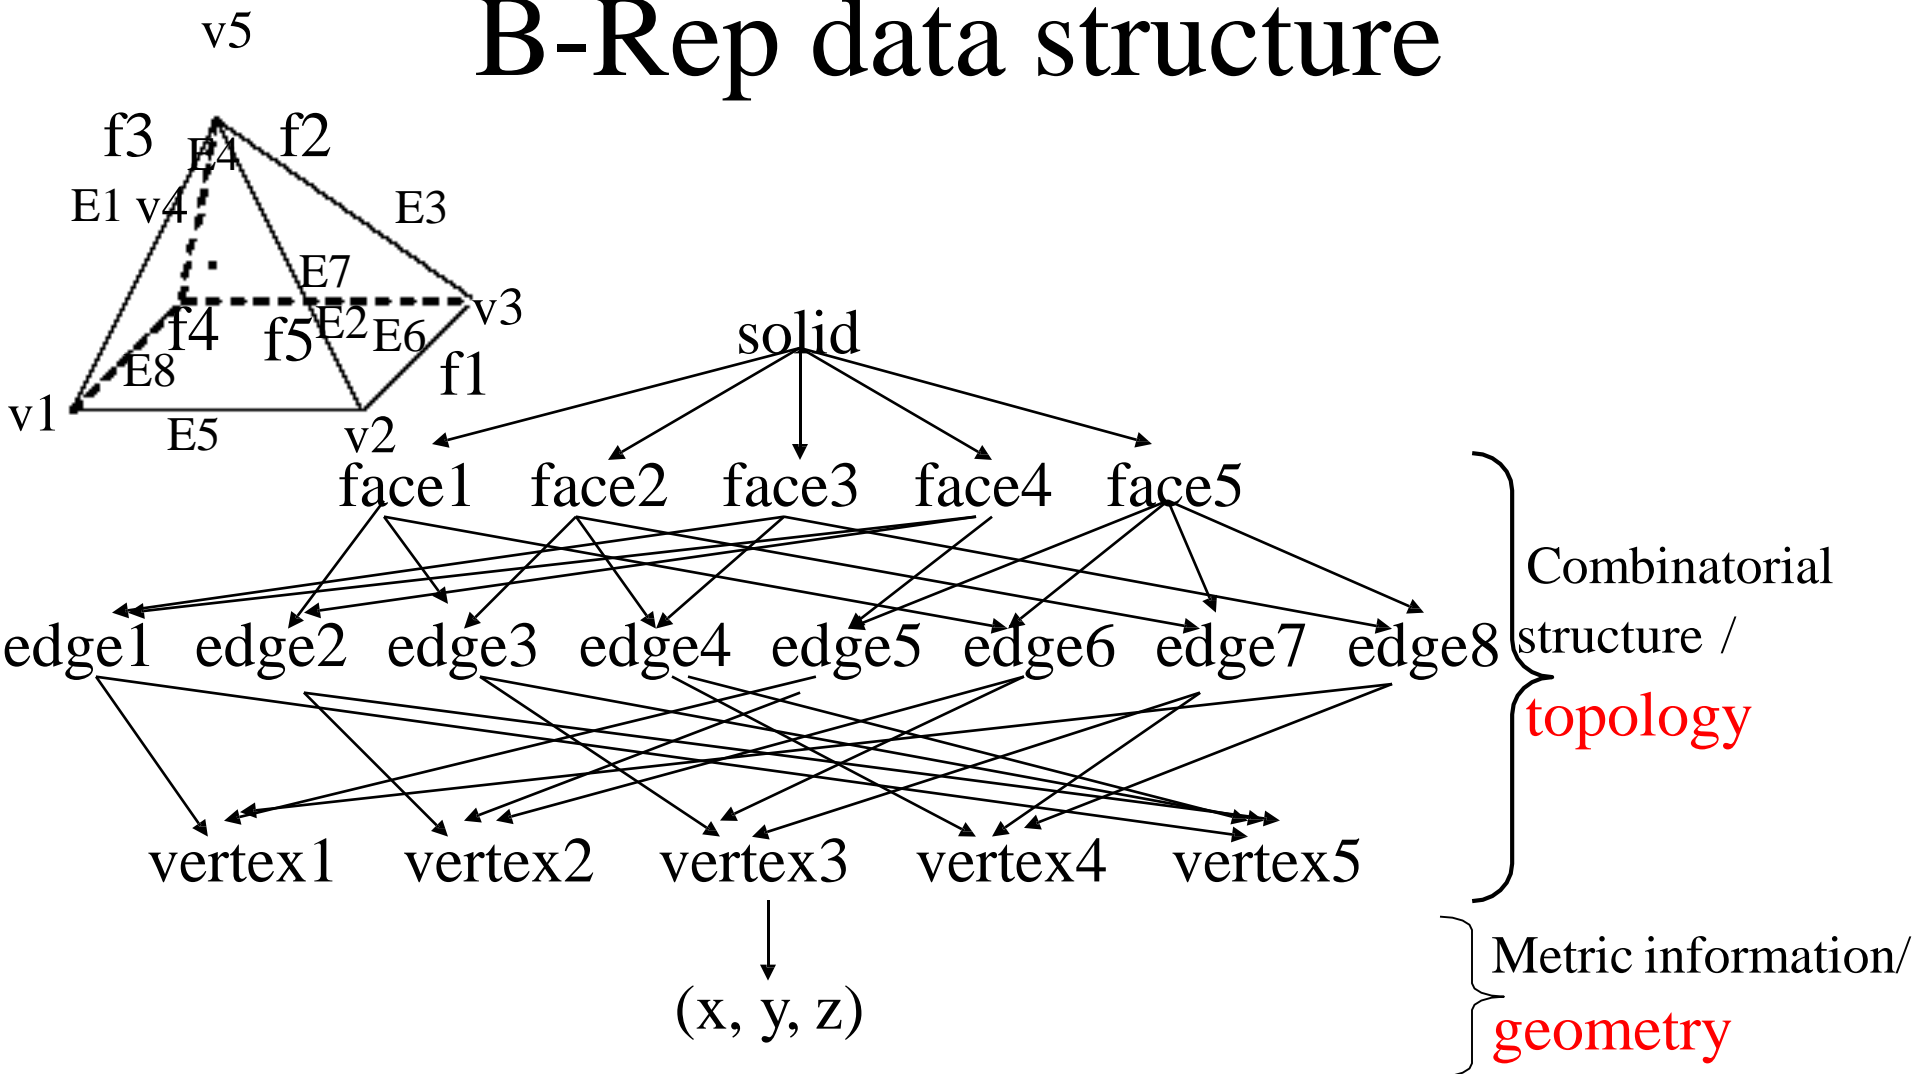 B-Rep data structure
v5
f3 f2
E4
E1 v4 E3
E7
v3
f4 f5 E2 E6
E8 f1
v1
E5 v2
solid
face1 face2 face3 face4 face5
edge1 edge2 edge3 edge4 edge5 edge6 edge7 edge8
vertex1 vertex2 vertex3 vertex4 vertex5
(x, y, z)
Combinatorial
structure /
topology
Metric information/
geometry